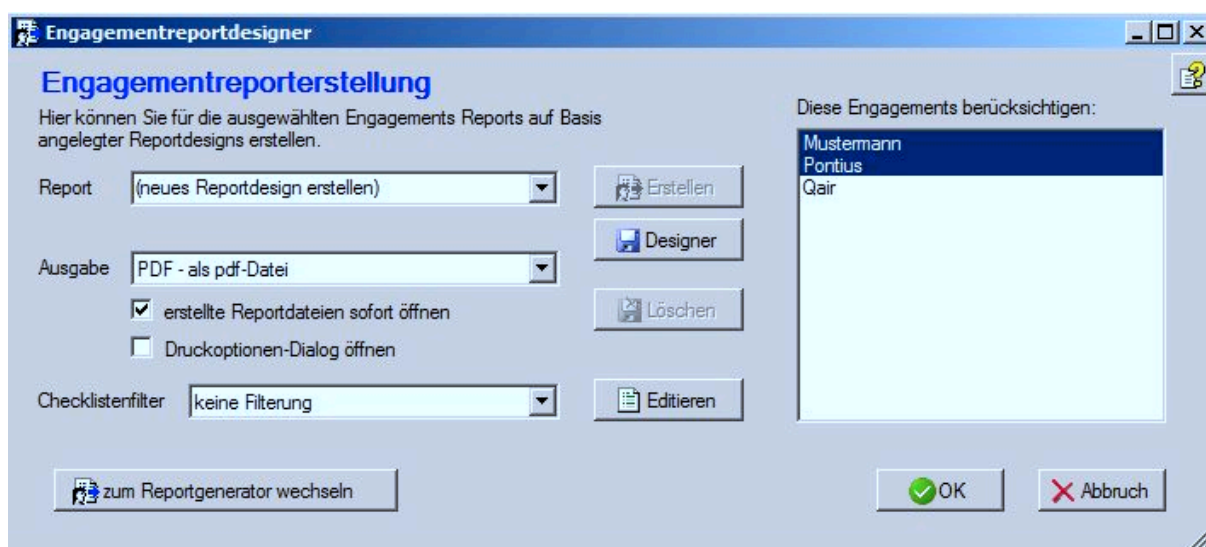 Engagementreportdesigner
Engagementreporterstellung
Hier können Sie für die ausgewählten Engagements Reports auf Basis
angelegter Reportdesigns erstellen.
Report (neues Reportdesign erstellen) Erstellen
Designer
Ausgabe PDF - als pdf-Datei
erstellte Reportdateien sofort öffnen Löschen
Druckoptionen-Dialog öffnen
Checklistenfilter keine Filterung Editieren
Diese Engagements berücksichtigen:
Mustermann
Pontius
Qair
zum Reportgenerator wechseln
OK
Abbruch